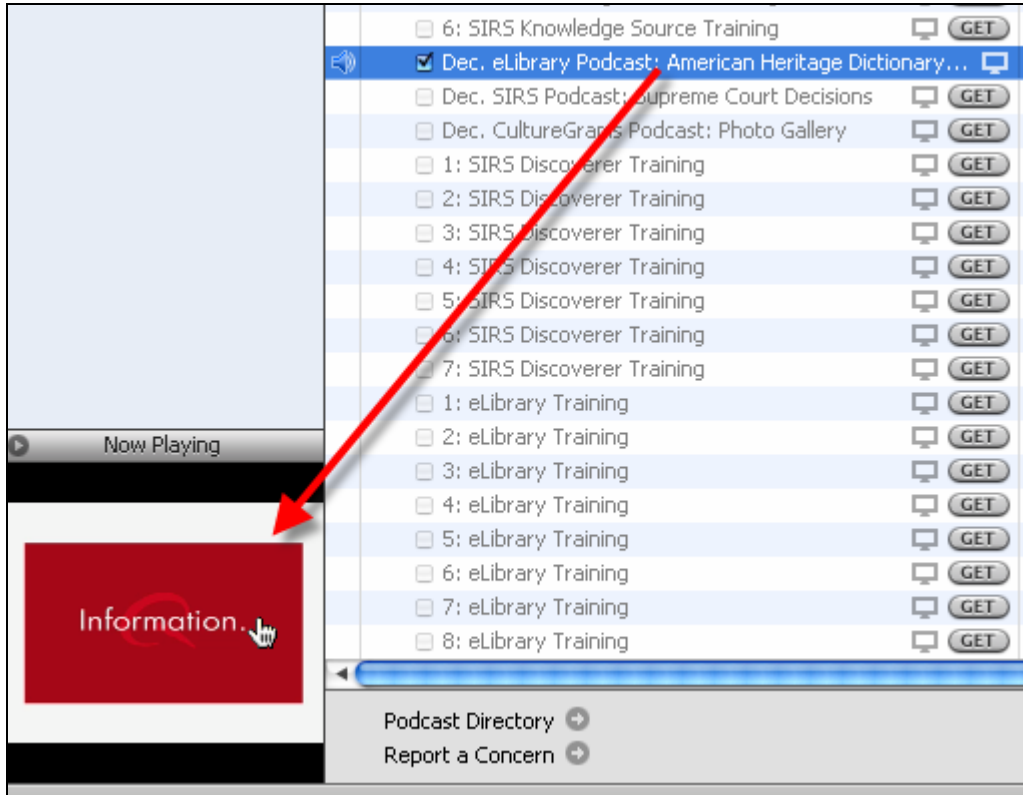 6: SIRS Knowledge Source Training GET
Dec. eLibrary Podcast: American Heritage Dictionary...
Dec. SIRS Podcast: Supreme Court Decisions GET
Dec. CultureGrams Podcast: Photo Gallery GET
1: SIRS Discoverer Training GET
2: SIRS Discoverer Training GET
3: SIRS Discoverer Training GET
4: SIRS Discoverer Training GET
5: SIRS Discoverer Training GET
6: SIRS Discoverer Training GET
7: SIRS Discoverer Training GET
1: eLibrary Training GET
2: eLibrary Training GET
3: eLibrary Training GET
4: eLibrary Training GET
5: eLibrary Training GET
6: eLibrary Training GET
7: eLibrary Training GET
8: eLibrary Training GET
Now Playing
Information.
Podcast Directory
Report a Concern